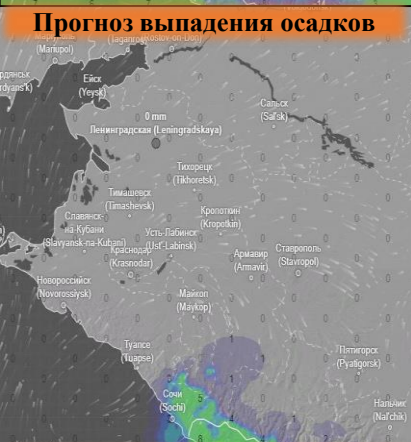 Прогноз выпадения осадков
(Mariupol)
(Taganrog)
Ейск
(Yeysk)
0 mm
Ленинградская (Leningradskaya)
Сальск
(Sal'sk)
Тихорецк
(Tikhoretsk)
Тимашевск
(Timashevsk)
Кропоткин
(Kropotkin)
Славянск-
на-Кубани
(Slavyansk-na-Kubani)
Усть-Лабинск
(Ust'-Labinsk)
Краснодар
(Krasnodar)
Армавир
(Armavir)
Ставрополь
(Stavropol)
Новороссийск
(Novorossiysk)
Майкоп
(Maykop)
Туапсе
(Tuapse)
Пятигорск
(Pyatigorsk)
Сочи
(Sochi)
Нальчик
(Nal'chik)